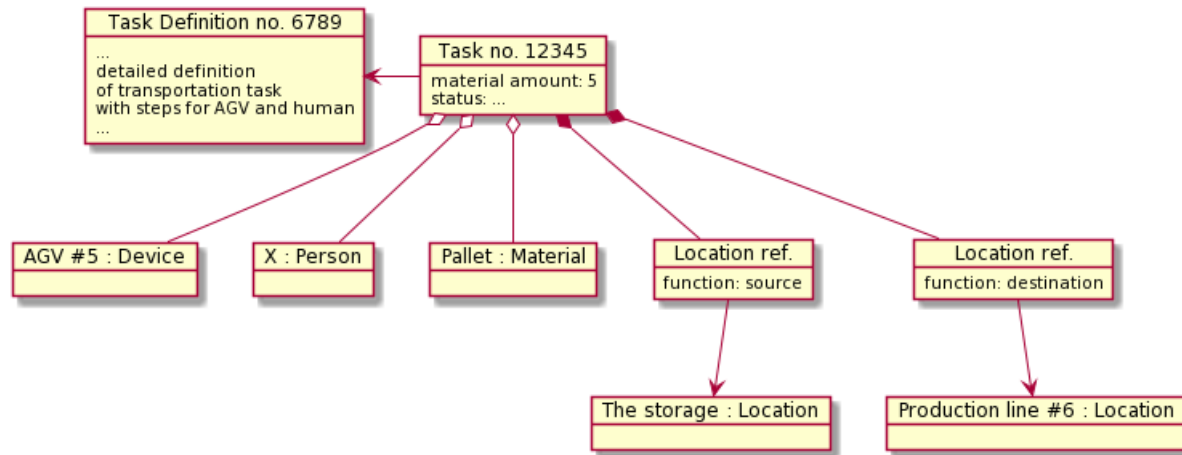 Task Definition no. 6789
...
detailed definition
of transportation task
with steps for AGV and human
...
Task no. 12345
material amount: 5
status: ...
AGV #5 : Device
X : Person
Pallet : Material
Location ref.
function: source
Location ref.
function: destination
The storage : Location
Production line #6 : Location